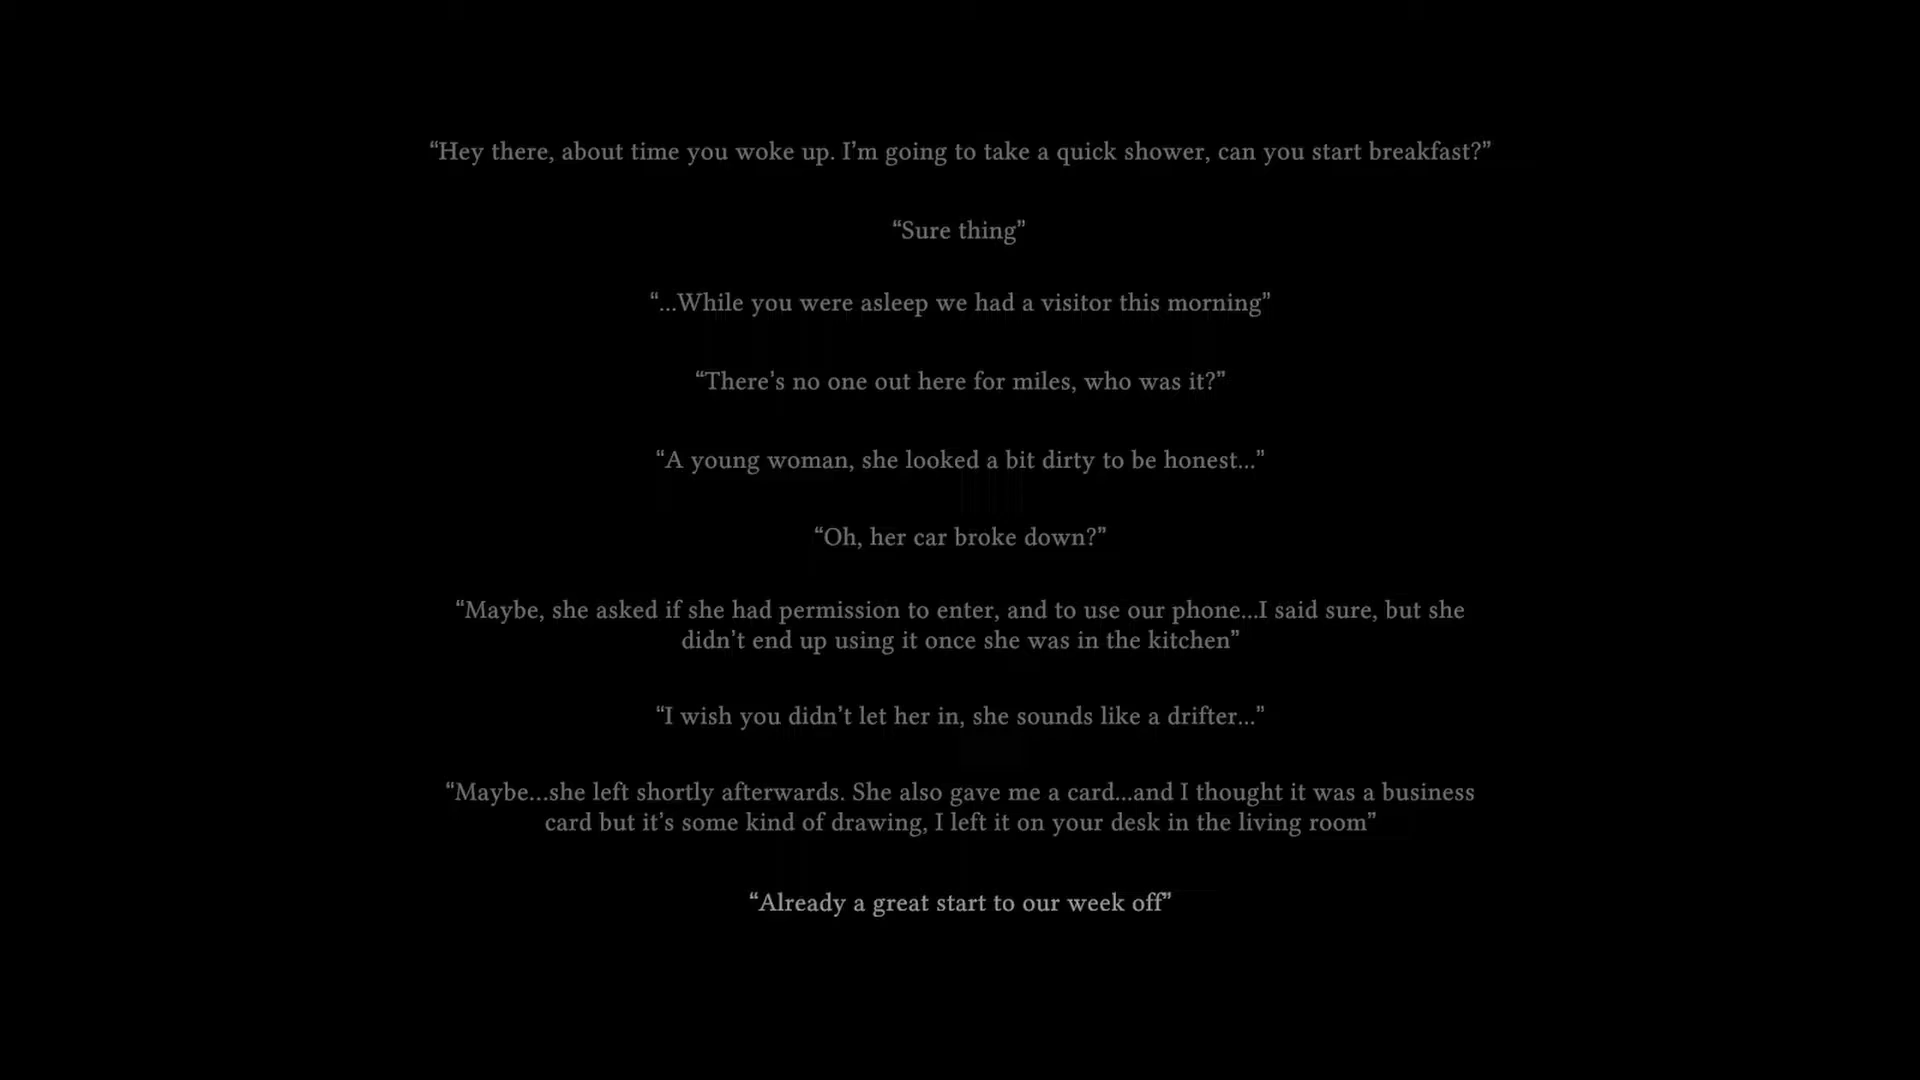 “Hey there, about time you woke up. I’m going to take a quick shower, can you start breakfast?”
“Sure thing”
“...While you were asleep we had a visitor this morning”
“There’s no one out here for miles, who was it?”
“A young woman, she looked a bit dirty to be honest...”
“Oh, her car broke down?”
“Maybe, she asked if she had permission to enter, and to use our phone...I said sure, but she
didn’t end up using it once she was in the kitchen”
“I wish you didn’t let her in, she sounds like a drifter...”
“Maybe...she left shortly afterwards. She also gave me a card...and I thought it was a business
card but it’s some kind of drawing, I left it on your desk in the living room”
“Already a great start to our week off”